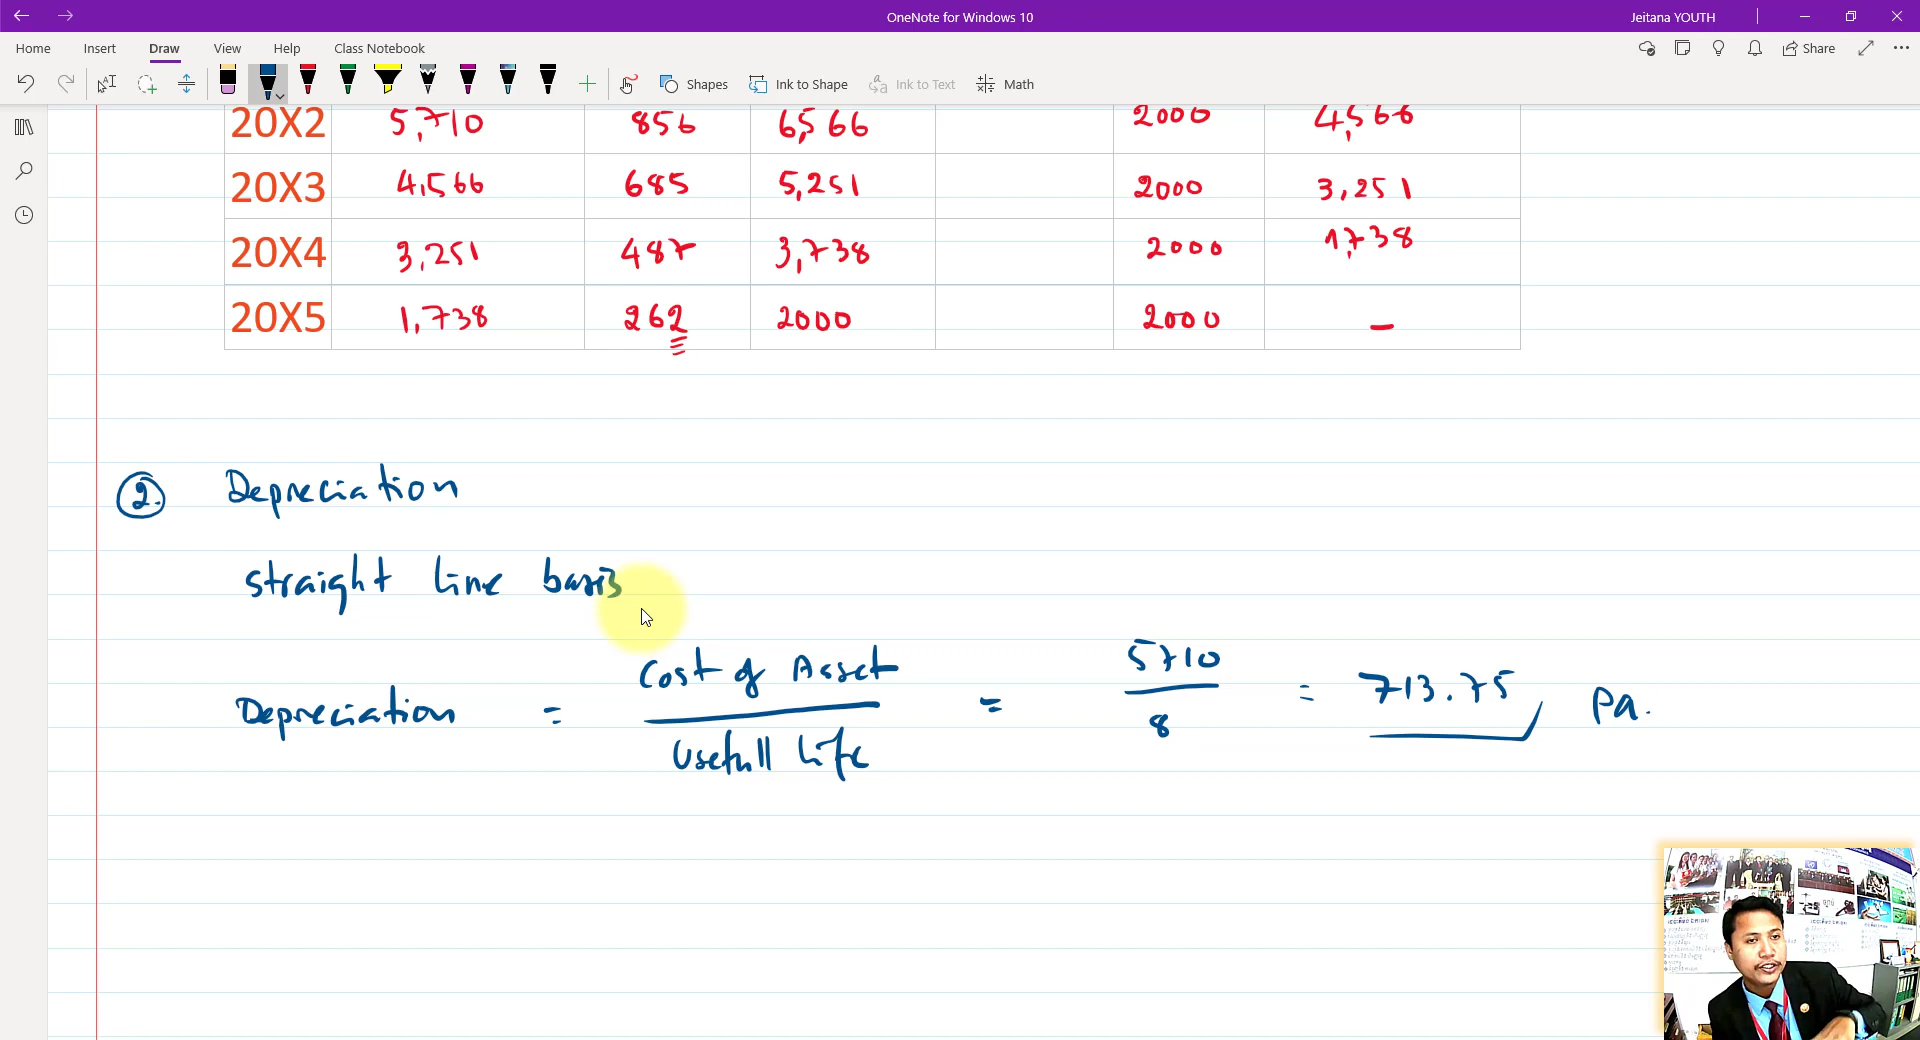 OneNote for Windows 10
Jeitana YOUTH
Home Insert Draw View Help Class Notebook
Share
Shapes Ink to Shape Ink to Text Math
20X2 5,710 856 6,566 2000 4,566
20X3 4,566 685 5,251 2000 3,251
20X4 3,251 487 3,738 2000 1,738
20X5 1,738 262 2000 2000 –
2. Depreciation
straight line basis
Depreciation = Cost of Asset / Usefull Life = 5710 / 8 = 713.75 Pa.